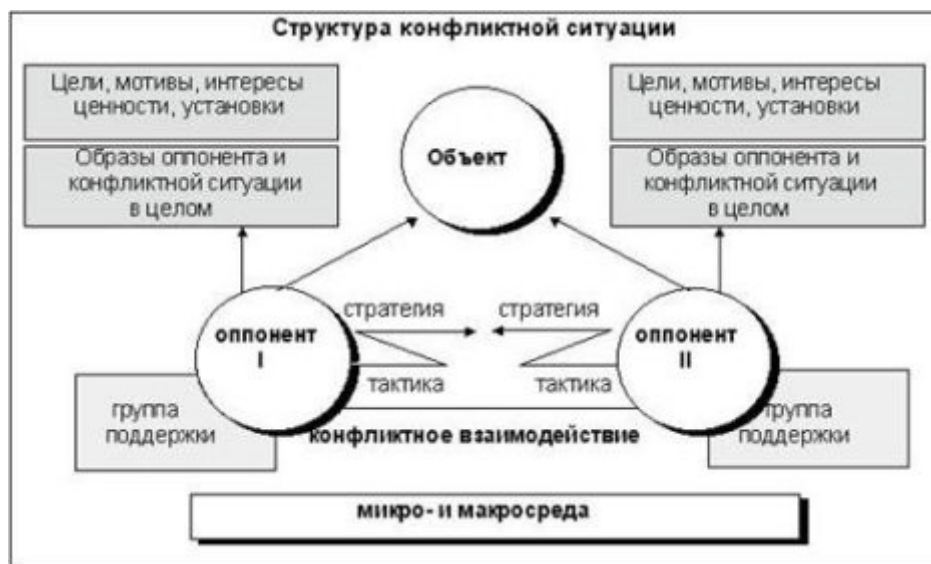 Структура конфликтной ситуации
Цели, мотивы, интересы
ценности, установки
Цели, мотивы, интересы
ценности, установки
Образы оппонента и
конфликтной ситуации
в целом
Объект
Образы оппонента и
конфликтной ситуации
в целом
стратегия
стратегия
оппонент
I
оппонент
II
тактика
тактика
группа
поддержки
группа
поддержки
конфликтное взаимодействие
микро- и макросреда